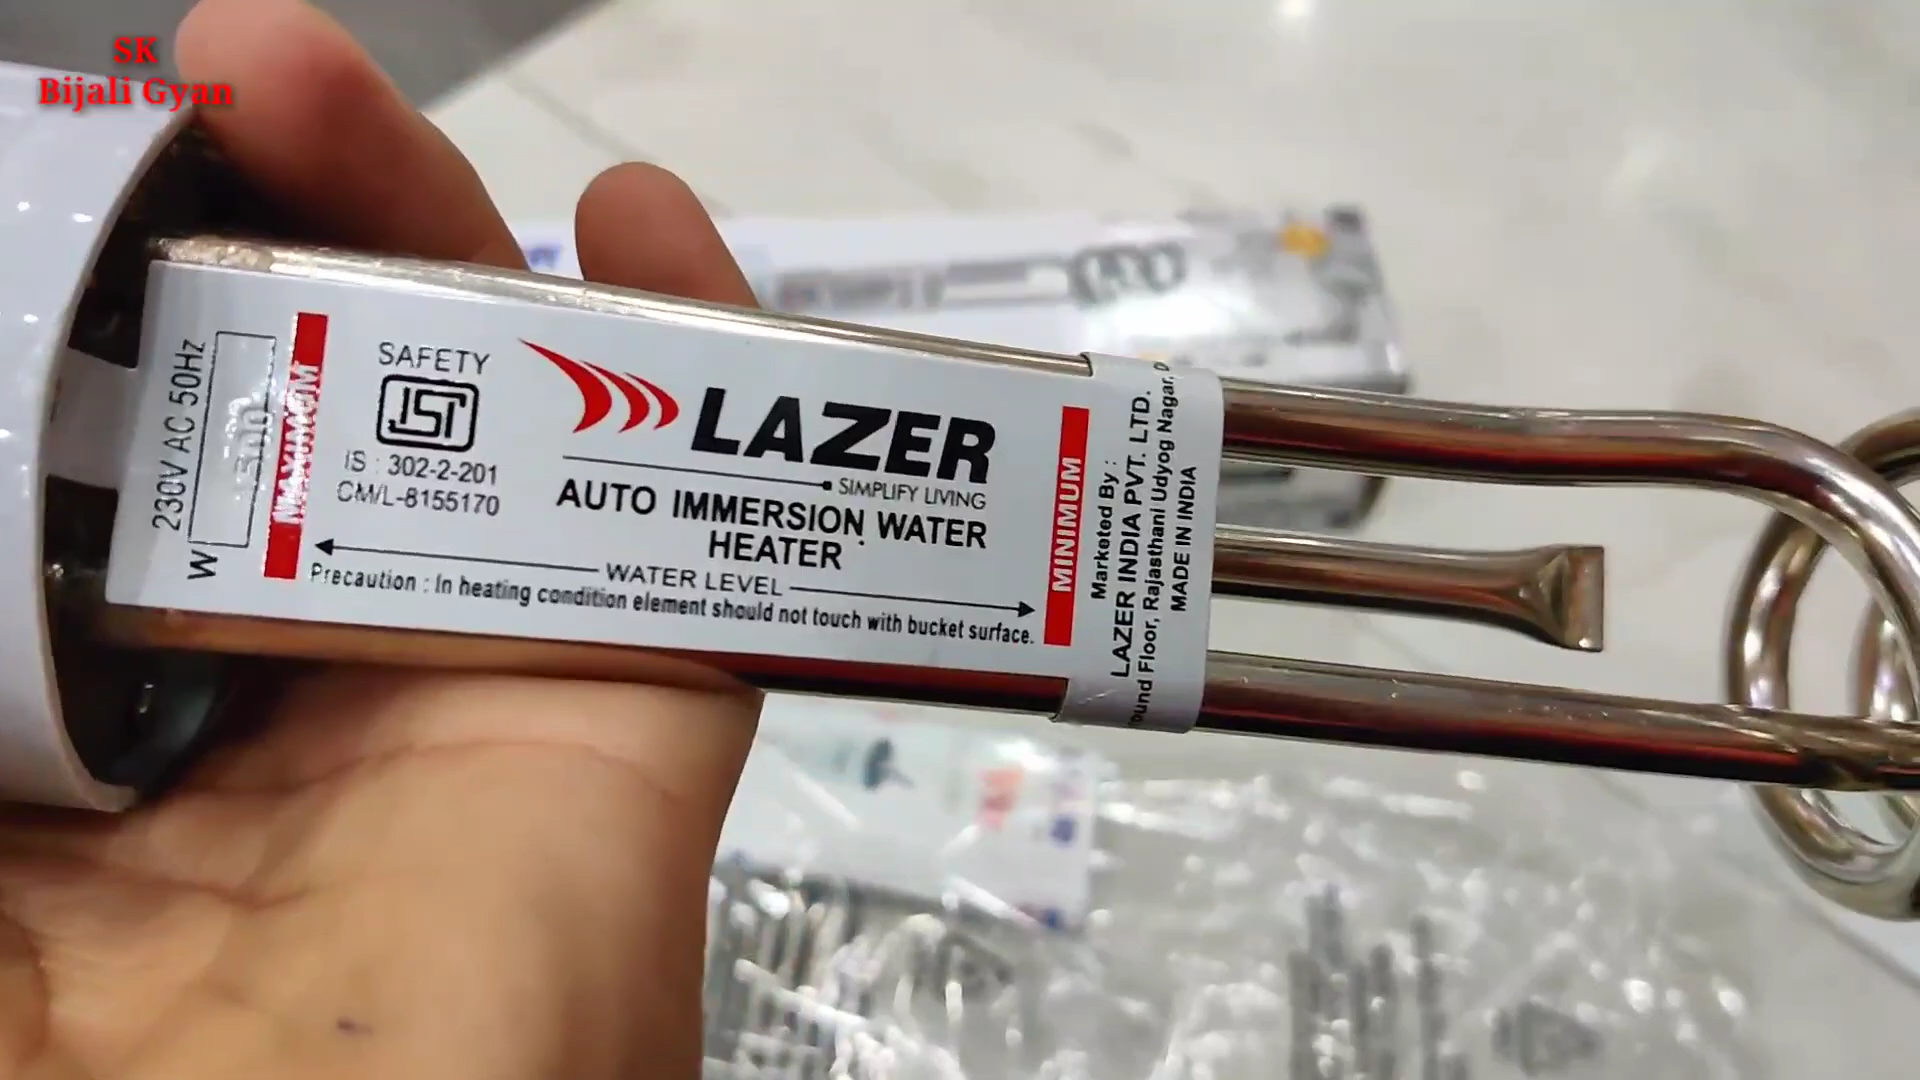 SK
Bijali Gyan
230V AC 50Hz
W
1500
MAXIMUM
SAFETY
ISI
IS : 302-2-201
CM/L-8155170
LAZER
SIMPLIFY LIVING
AUTO IMMERSION WATER
HEATER
WATER LEVEL
Precaution : In heating condition element should not touch with bucket surface.
MINIMUM
Marketed By :
LAZER INDIA PVT. LTD.
Floor, Rajasthani Udyog Nagar,
MADE IN INDIA